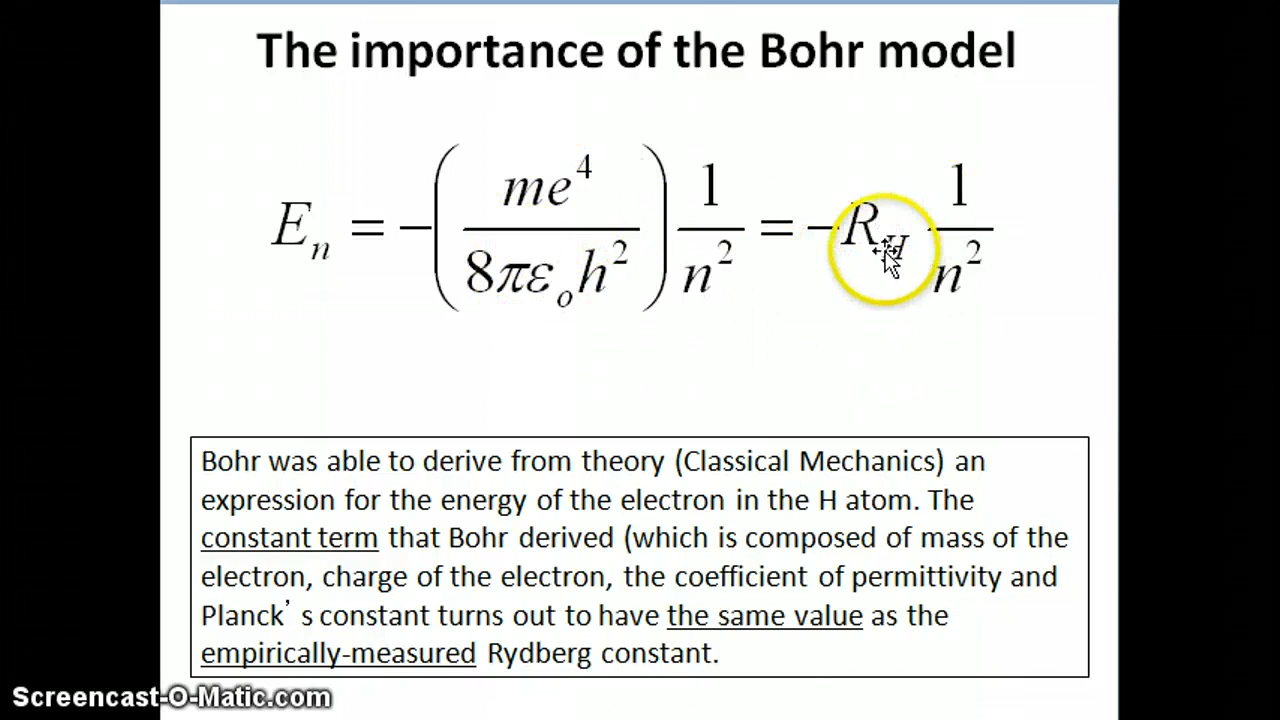 The importance of the Bohr model
Eₙ = −(me⁴ / 8πεₒh²) 1/n² = −R_H 1/n²
Bohr was able to derive from theory (Classical Mechanics) an
expression for the energy of the electron in the H atom. The
constant term that Bohr derived (which is composed of mass of the
electron, charge of the electron, the coefficient of permittivity and
Planck’ s constant turns out to have the same value as the
empirically-measured Rydberg constant.
Screencast-O-Matic.com